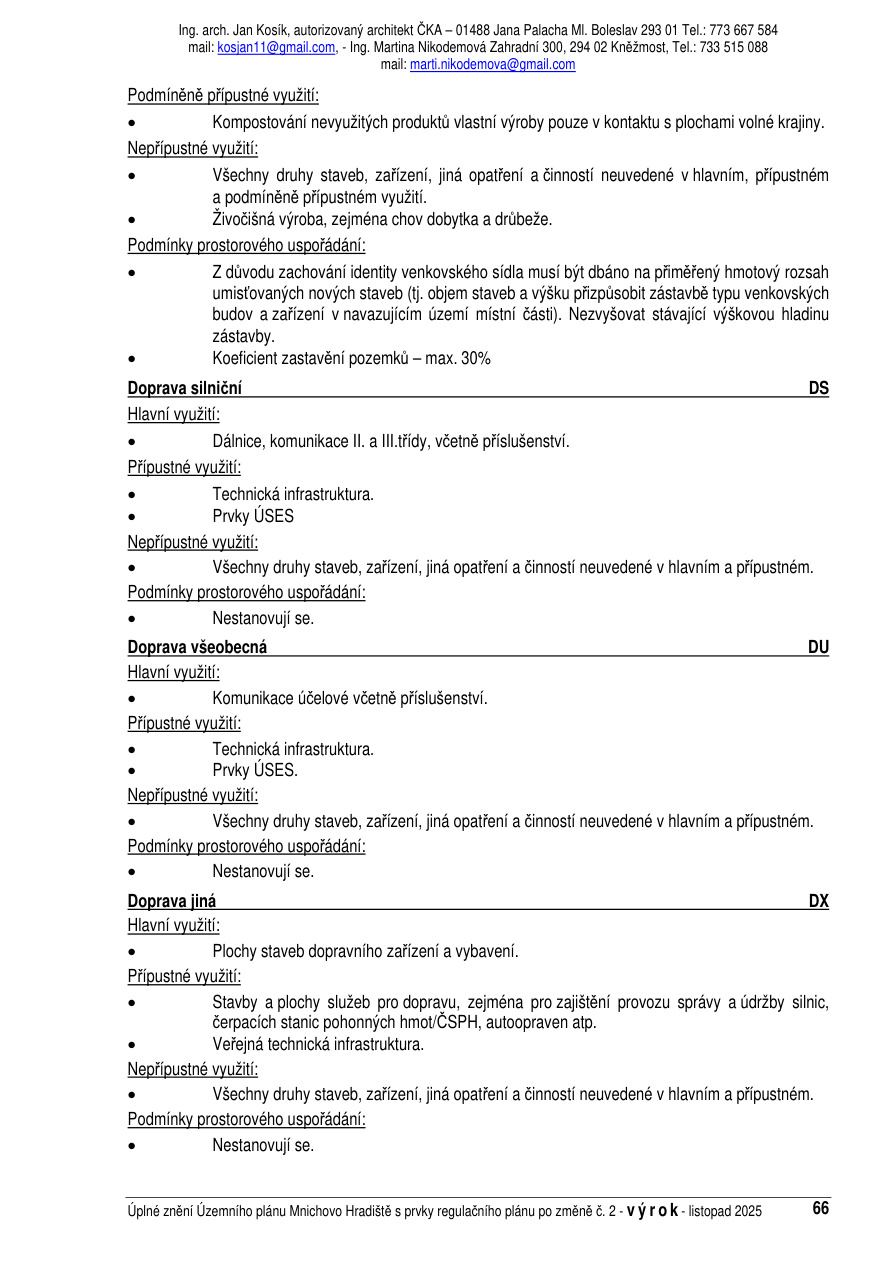 Ing. arch. Jan Kosík, autorizovaný architekt ČKA – 01488 Jana Palacha Ml. Boleslav 293 01 Tel.: 773 667 584
mail: kosjan11@gmail.com, - Ing. Martina Nikodemová Zahradní 300, 294 02 Kněžmost, Tel.: 733 515 088
mail: marti.nikodemova@gmail.com
Podmíněně přípustné využití:
• Kompostování nevyužitých produktů vlastní výroby pouze v kontaktu s plochami volné krajiny.
Nepřípustné využití:
• Všechny druhy staveb, zařízení, jiná opatření a činností neuvedené v hlavním, přípustném
a podmíněně přípustném využití.
• Živočišná výroba, zejména chov dobytka a drůbeže.
Podmínky prostorového uspořádání:
• Z důvodu zachování identity venkovského sídla musí být dbáno na přiměřený hmotový rozsah
umisťovaných nových staveb (tj. objem staveb a výšku přizpůsobit zástavbě typu venkovských
budov a zařízení v navazujícím území místní části). Nezvyšovat stávající výškovou hladinu
zástavby.
• Koeficient zastavění pozemků – max. 30%
Doprava silniční DS
Hlavní využití:
• Dálnice, komunikace II. a III.třídy, včetně příslušenství.
Přípustné využití:
• Technická infrastruktura.
• Prvky ÚSES
Nepřípustné využití:
• Všechny druhy staveb, zařízení, jiná opatření a činností neuvedené v hlavním a přípustném.
Podmínky prostorového uspořádání:
• Nestanovují se.
Doprava všeobecná DU
Hlavní využití:
• Komunikace účelové včetně příslušenství.
Přípustné využití:
• Technická infrastruktura.
• Prvky ÚSES.
Nepřípustné využití:
• Všechny druhy staveb, zařízení, jiná opatření a činností neuvedené v hlavním a přípustném.
Podmínky prostorového uspořádání:
• Nestanovují se.
Doprava jiná DX
Hlavní využití:
• Plochy staveb dopravního zařízení a vybavení.
Přípustné využití:
• Stavby a plochy služeb pro dopravu, zejména pro zajištění provozu správy a údržby silnic,
čerpacích stanic pohonných hmot/ČSPH, autoopraven atp.
• Veřejná technická infrastruktura.
Nepřípustné využití:
• Všechny druhy staveb, zařízení, jiná opatření a činností neuvedené v hlavním a přípustném.
Podmínky prostorového uspořádání:
• Nestanovují se.
Úplné znění Územního plánu Mnichovo Hradiště s prvky regulačního plánu po změně č. 2 - v ý r o k - listopad 2025 66